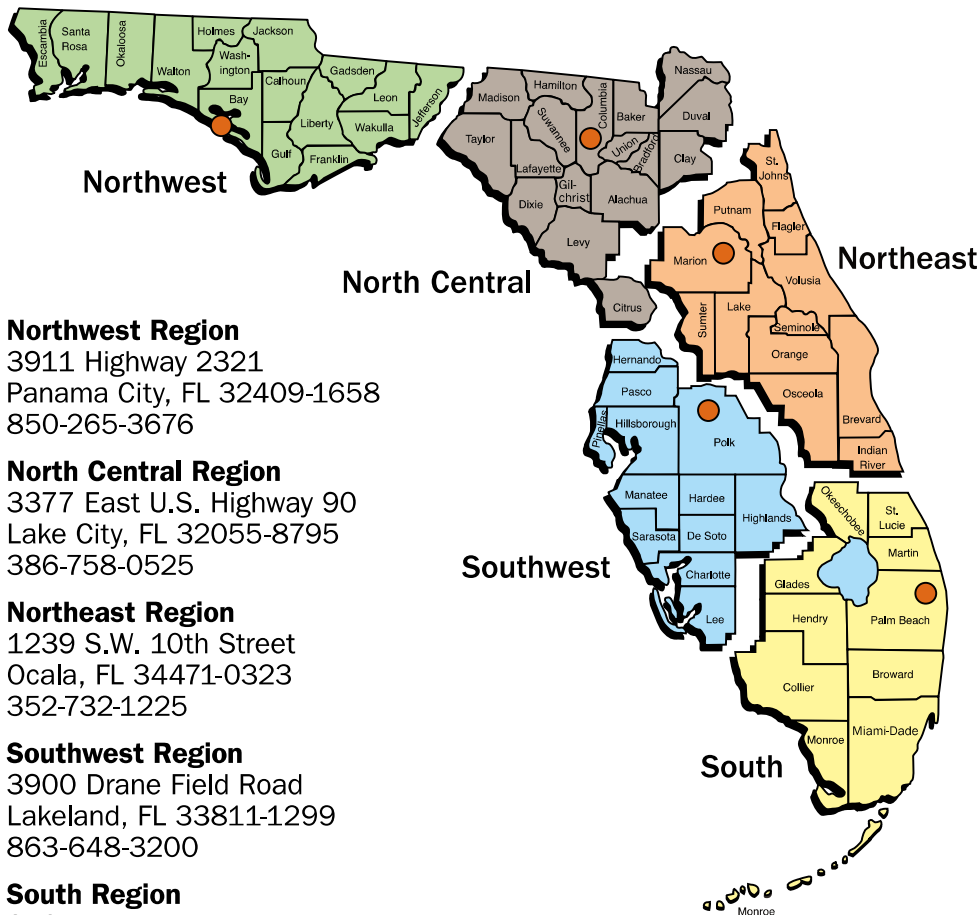 Escambia
Santa
Rosa
Okaloosa
Walton
Holmes
Jackson
Wash-
ington
Bay
Calhoun
Gulf
Liberty
Gadsden
Franklin
Leon
Wakulla
Jefferson
Northwest
Madison
Hamilton
Taylor
Suwannee
Lafayette
Columbia
Baker
Union
Bradford
Nassau
Duval
Clay
Gil-
christ
Dixie
Alachua
Levy
Citrus
North Central
St.
Johns
Putnam
Flagler
Marion
Volusia
Sumter
Lake
Seminole
Orange
Osceola
Brevard
Indian
River
Northeast
Hernando
Pasco
Pinellas
Hillsborough
Polk
Manatee
Hardee
Highlands
Sarasota
De Soto
Charlotte
Lee
Southwest
Okeechobee
St.
Lucie
Martin
Glades
Hendry
Palm Beach
Collier
Broward
Monroe
Miami-Dade
South
Monroe
Northwest Region
3911 Highway 2321
Panama City, FL 32409-1658
850-265-3676
North Central Region
3377 East U.S. Highway 90
Lake City, FL 32055-8795
386-758-0525
Northeast Region
1239 S.W. 10th Street
Ocala, FL 34471-0323
352-732-1225
Southwest Region
3900 Drane Field Road
Lakeland, FL 33811-1299
863-648-3200
South Region